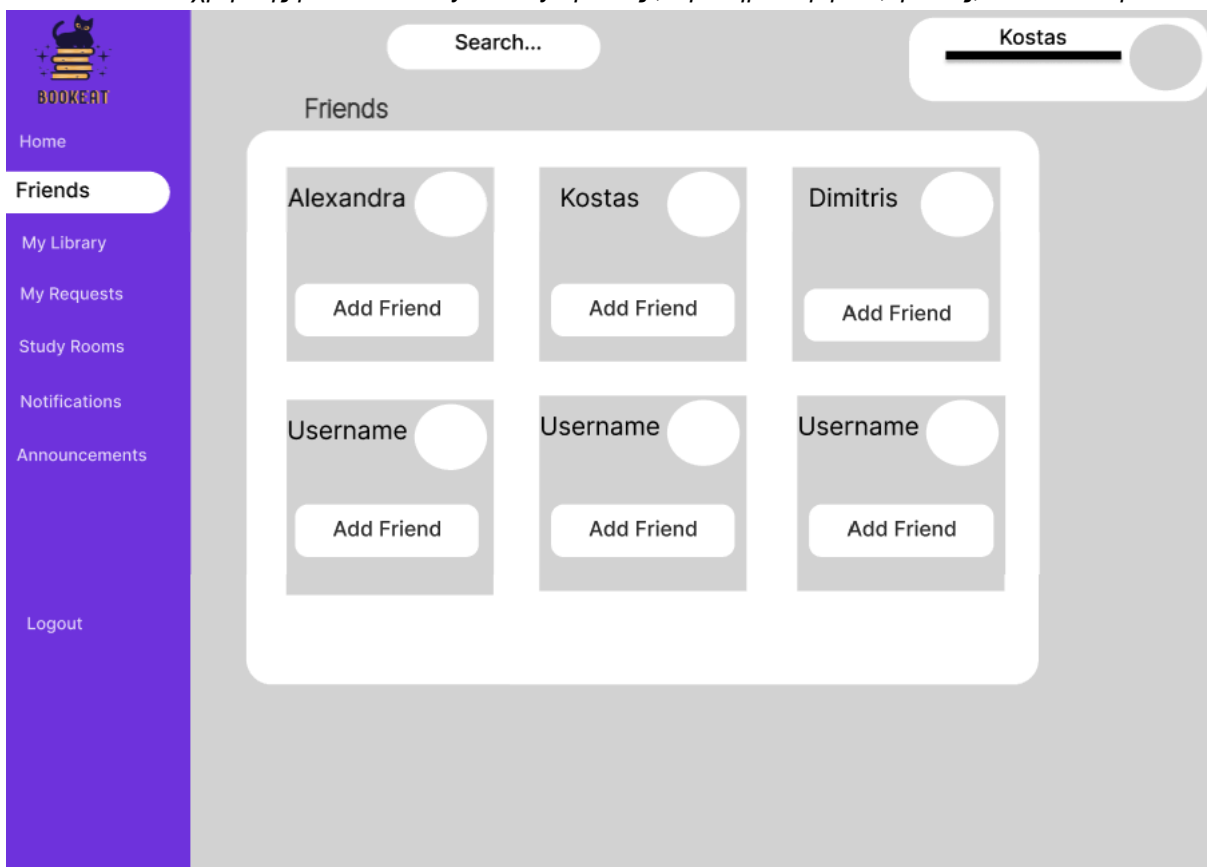 Search...
Kostas
BOOKEAT
Friends
Home
Friends
My Library
My Requests
Study Rooms
Notifications
Announcements
Logout
Alexandra
Kostas
Dimitris
Add Friend
Add Friend
Add Friend
Username
Username
Username
Add Friend
Add Friend
Add Friend